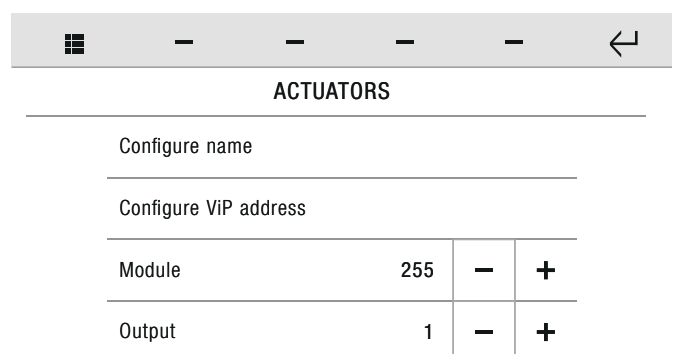 ACTUATORS
Configure name
Configure ViP address
Module 255 − +
Output 1 − +